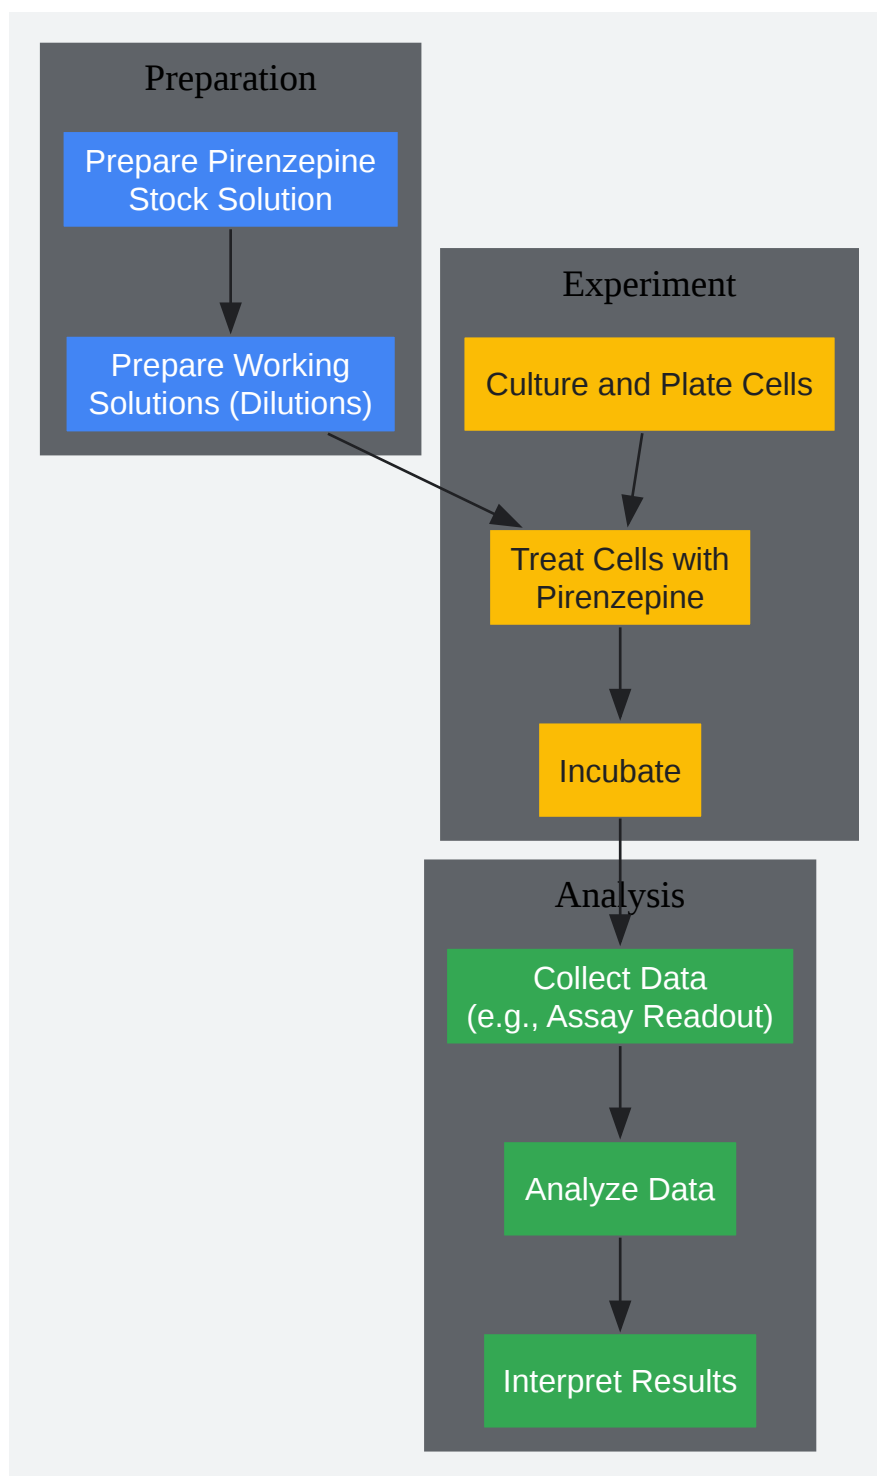 Preparation
Prepare Pirenzepine
Stock Solution
Prepare Working
Solutions (Dilutions)
Experiment
Culture and Plate Cells
Treat Cells with
Pirenzepine
Incubate
Analysis
Collect Data
(e.g., Assay Readout)
Analyze Data
Interpret Results